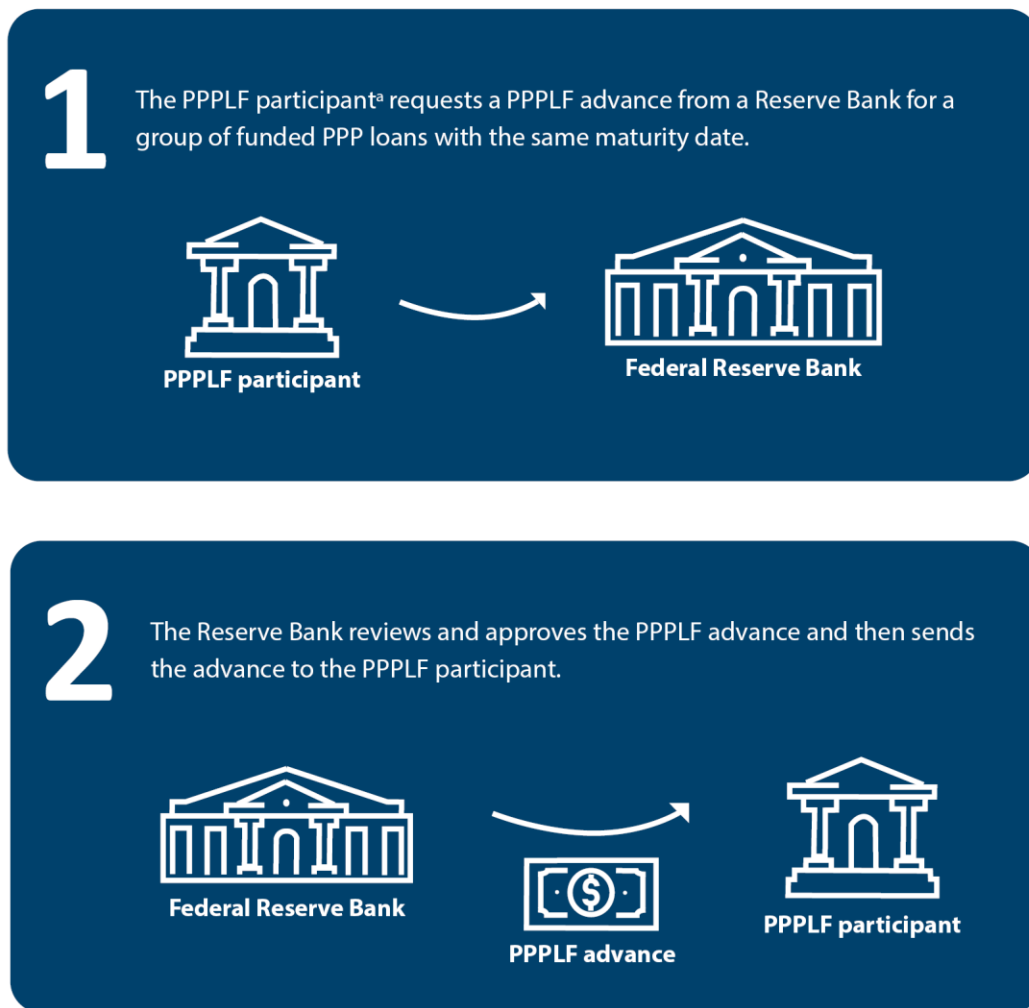 1
The PPPLF participantᵃ requests a PPPLF advance from a Reserve Bank for a
group of funded PPP loans with the same maturity date.
PPPLF participant
Federal Reserve Bank
2
The Reserve Bank reviews and approves the PPPLF advance and then sends
the advance to the PPPLF participant.
Federal Reserve Bank
$
PPPLF advance
PPPLF participant